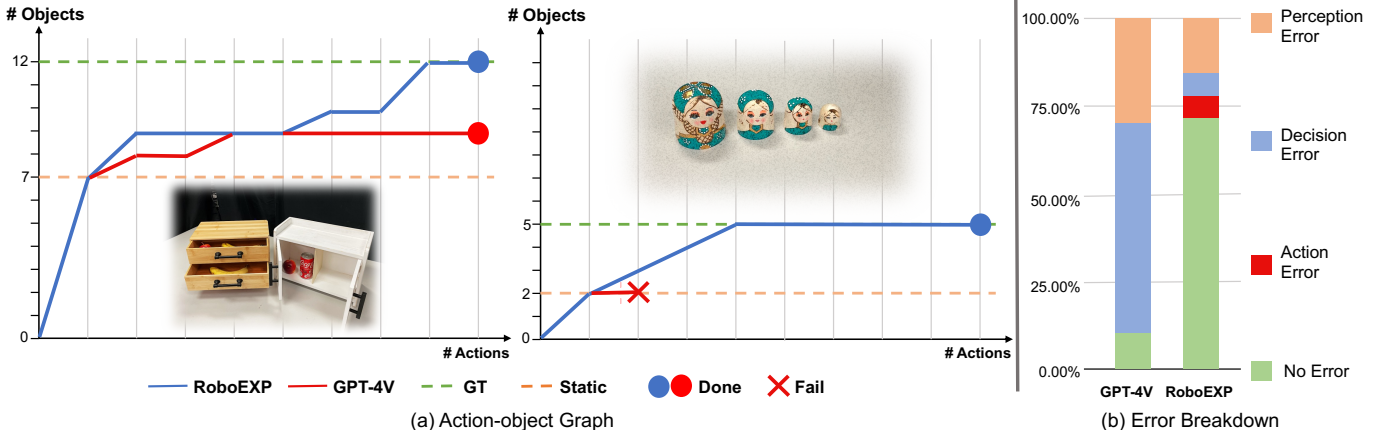 # Objects
12
7
0
# Actions
# Objects
5
2
0
# Actions
RoboEXP
GPT-4V
GT
Static
Done
Fail
(a) Action-object Graph
100.00%
75.00%
50.00%
25.00%
0.00%
GPT-4V
RoboEXP
Perception
Error
Decision
Error
Action
Error
No Error
(b) Error Breakdown